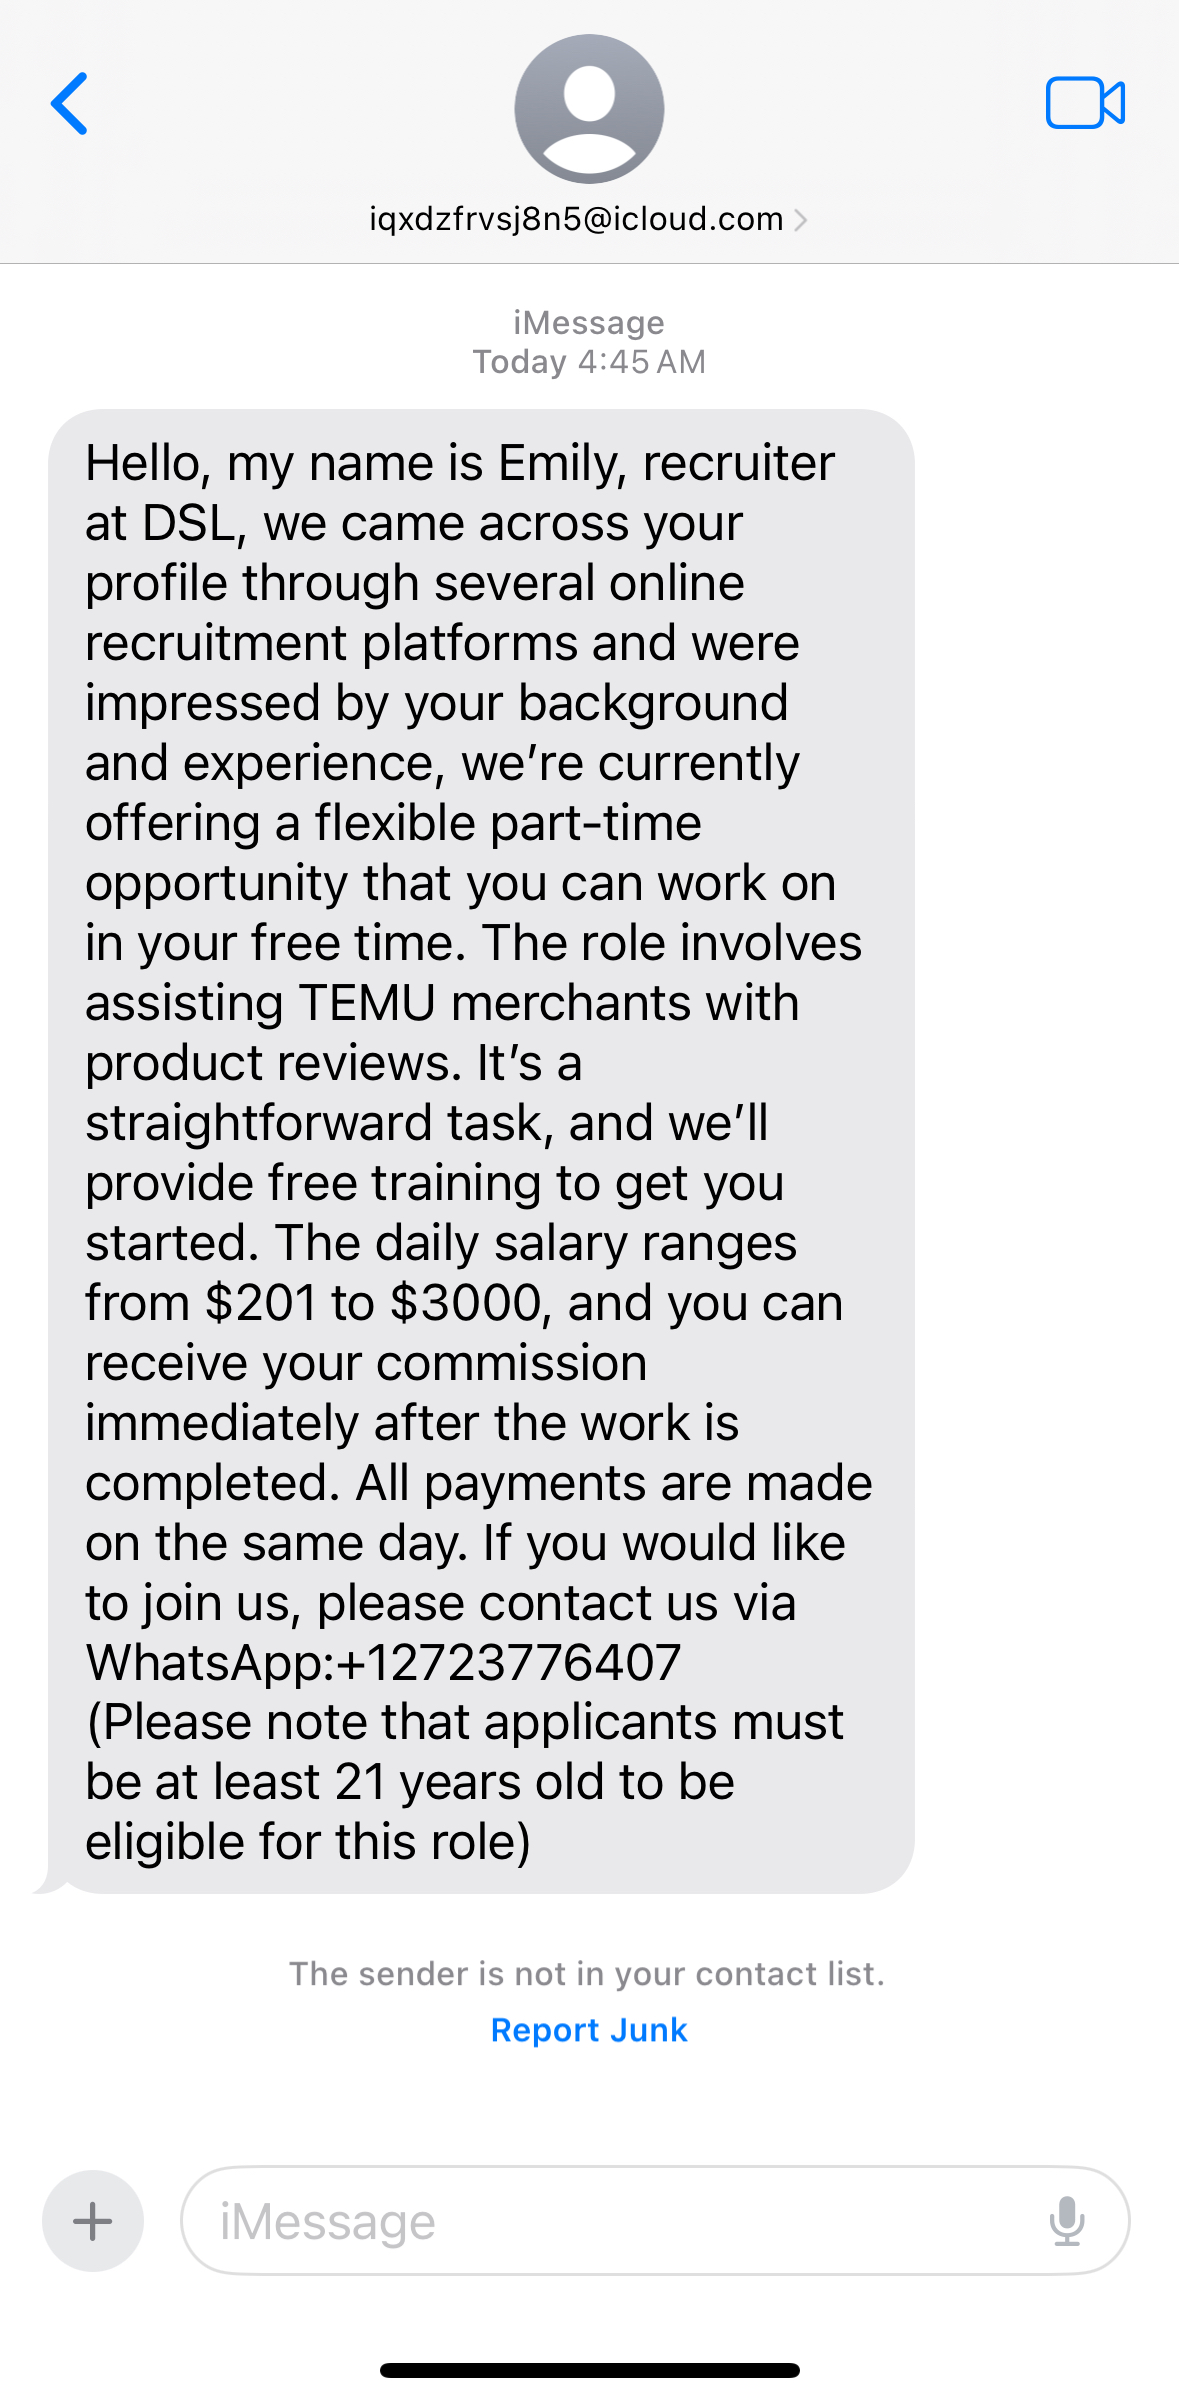 iqxdzfrvsj8n5@icloud.com
iMessage
Today 4:45 AM
Hello, my name is Emily, recruiter
at DSL, we came across your
profile through several online
recruitment platforms and were
impressed by your background
and experience, we’re currently
offering a flexible part-time
opportunity that you can work on
in your free time. The role involves
assisting TEMU merchants with
product reviews. It’s a
straightforward task, and we’ll
provide free training to get you
started. The daily salary ranges
from $201 to $3000, and you can
receive your commission
immediately after the work is
completed. All payments are made
on the same day. If you would like
to join us, please contact us via
WhatsApp:+12723776407
(Please note that applicants must
be at least 21 years old to be
eligible for this role)
The sender is not in your contact list.
Report Junk
iMessage